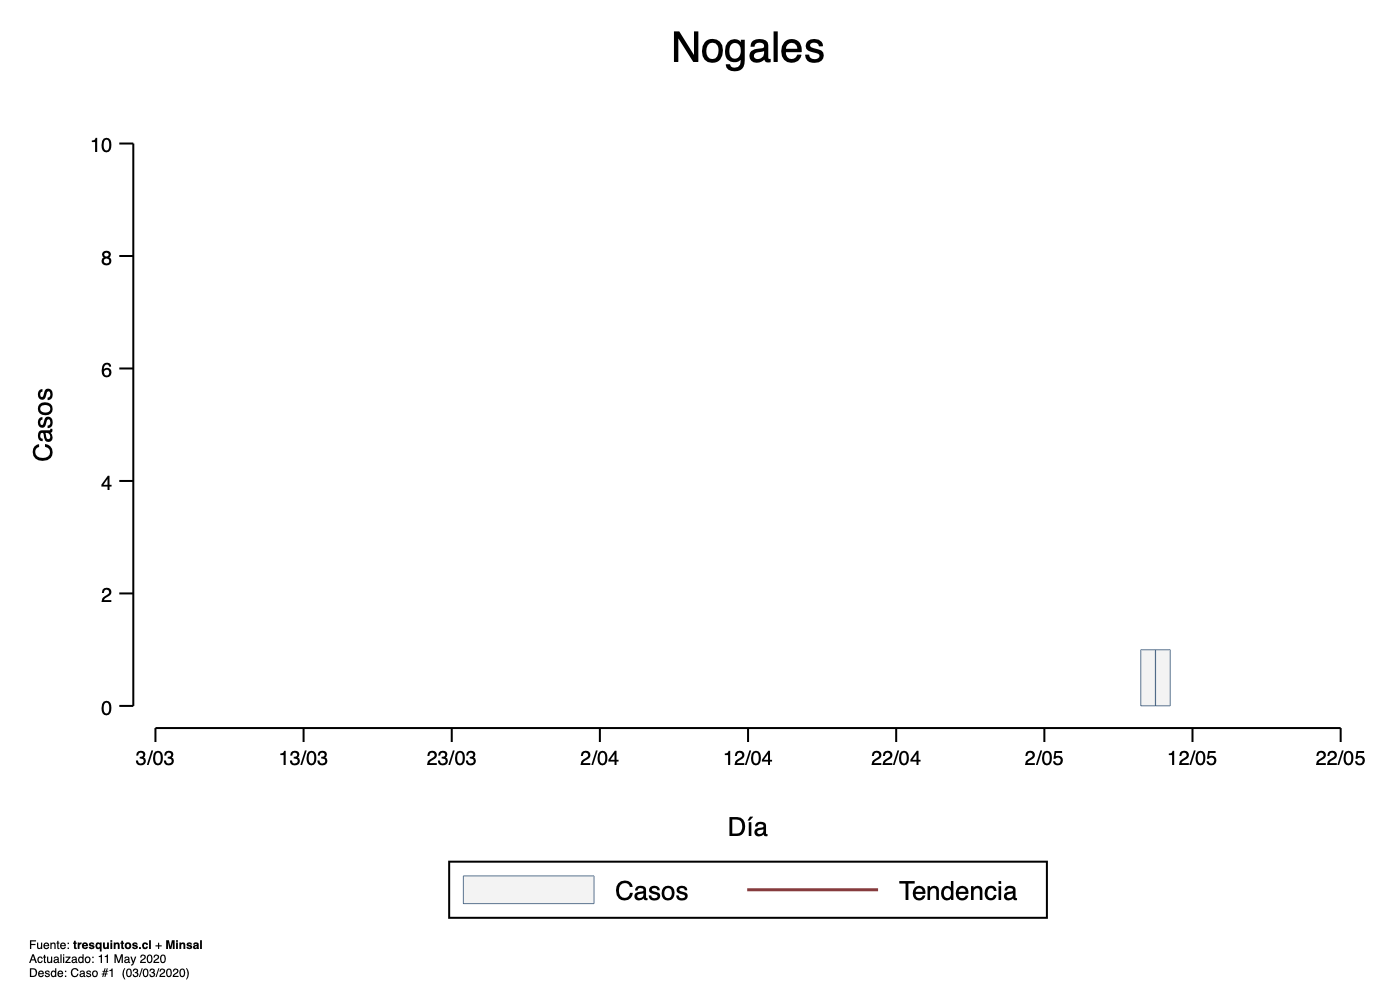 Nogales
10
8
6
4
2
0
Casos
3/03 13/03 23/03 2/04 12/04 22/04 2/05 12/05 22/05
Día
Casos Tendencia
Fuente: tresquintos.cl + Minsal
Actualizado: 11 May 2020
Desde: Caso #1 (03/03/2020)